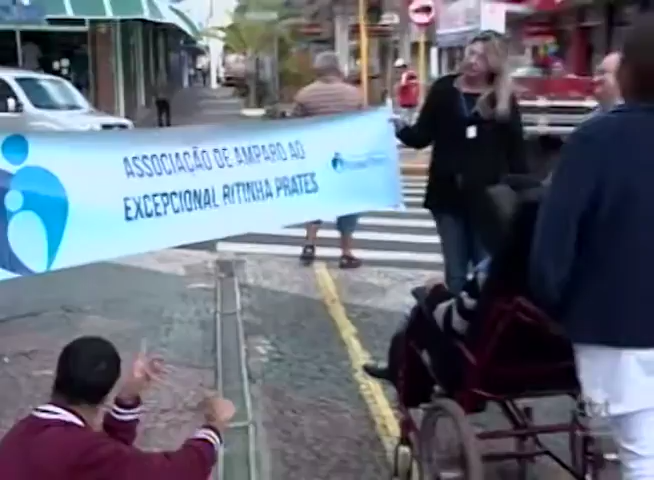 ASSOCIAÇÃO DE AMPARO AO
EXCEPCIONAL RITINHA PRATES